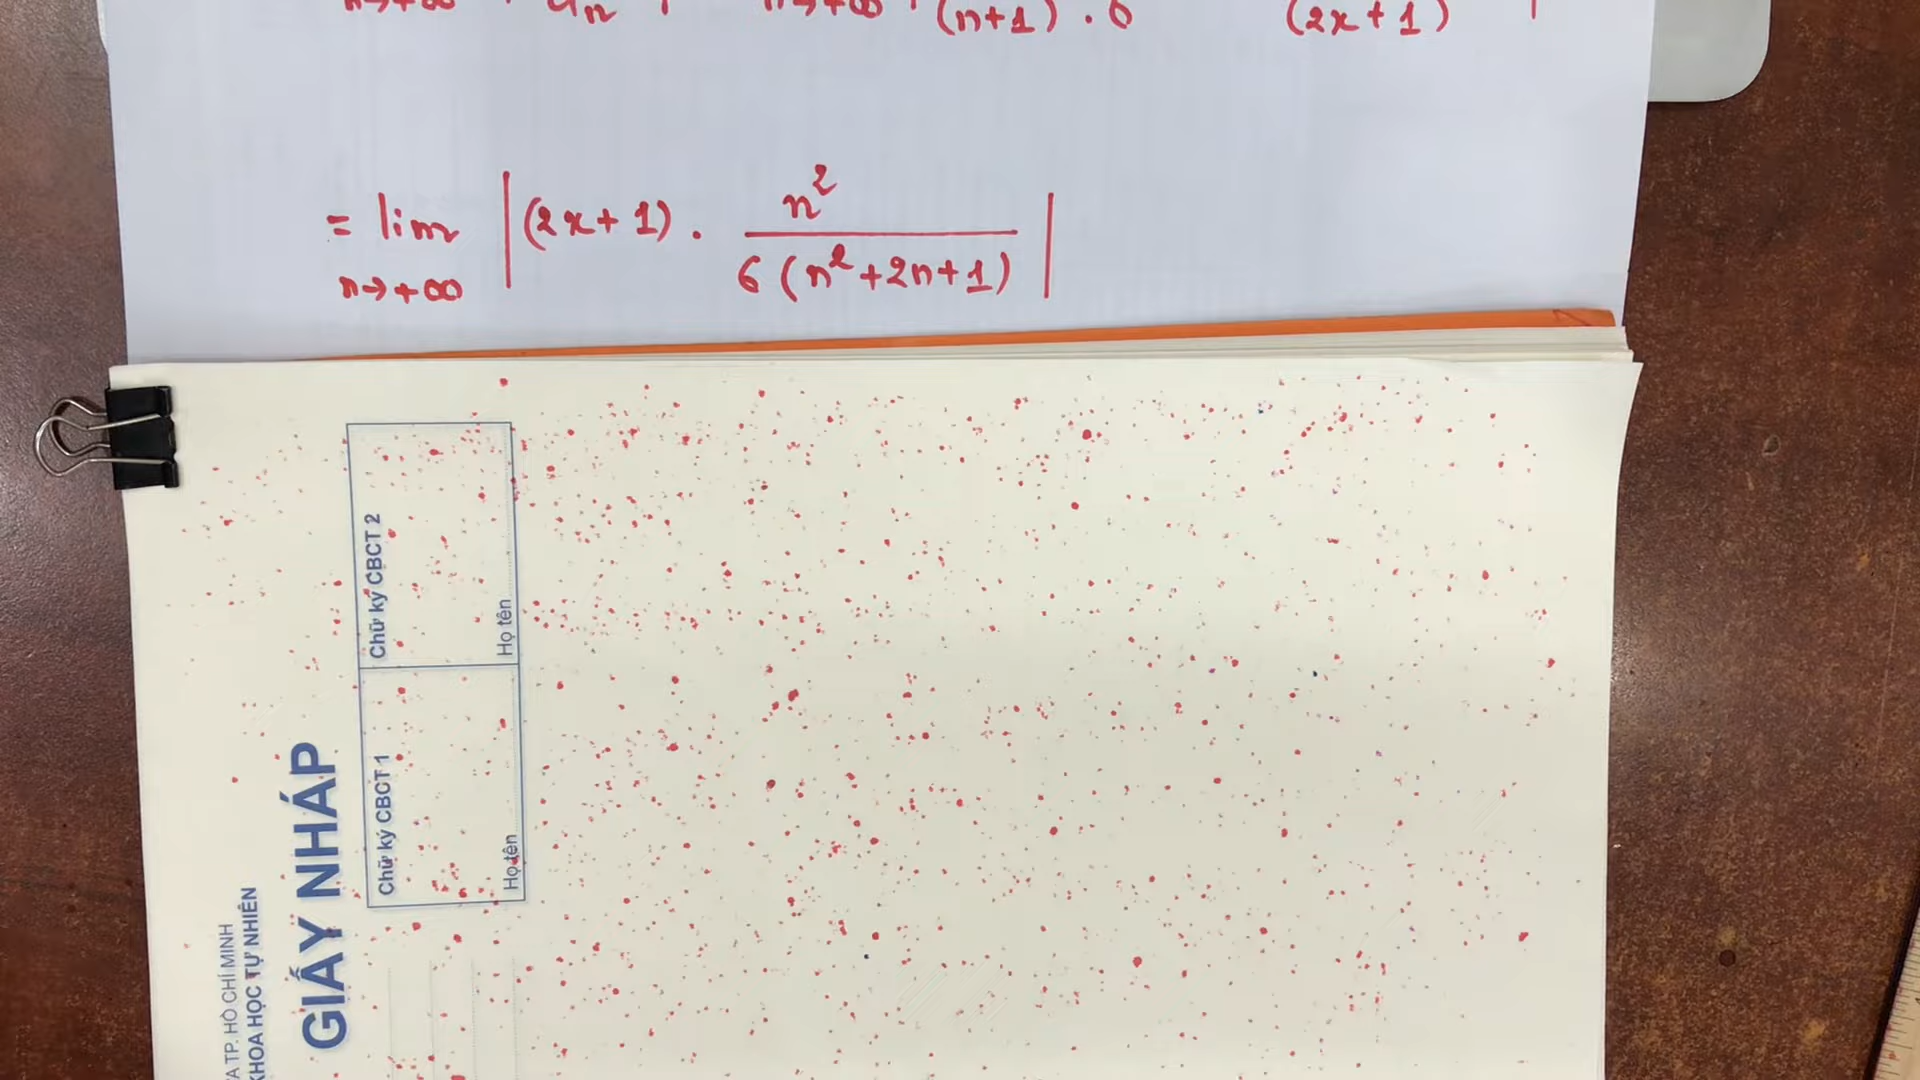 (n+1) . 6 (2x+1)
= lim |(2x+1) . n² / 6(n²+2n+1)|
n→+∞
Chữ ký CBCT 2
Họ tên
Chữ ký CBCT 1
Họ tên
GIẤY NHÁP
TP. HỒ CHÍ MINH
KHOA HỌC TỰ NHIÊN